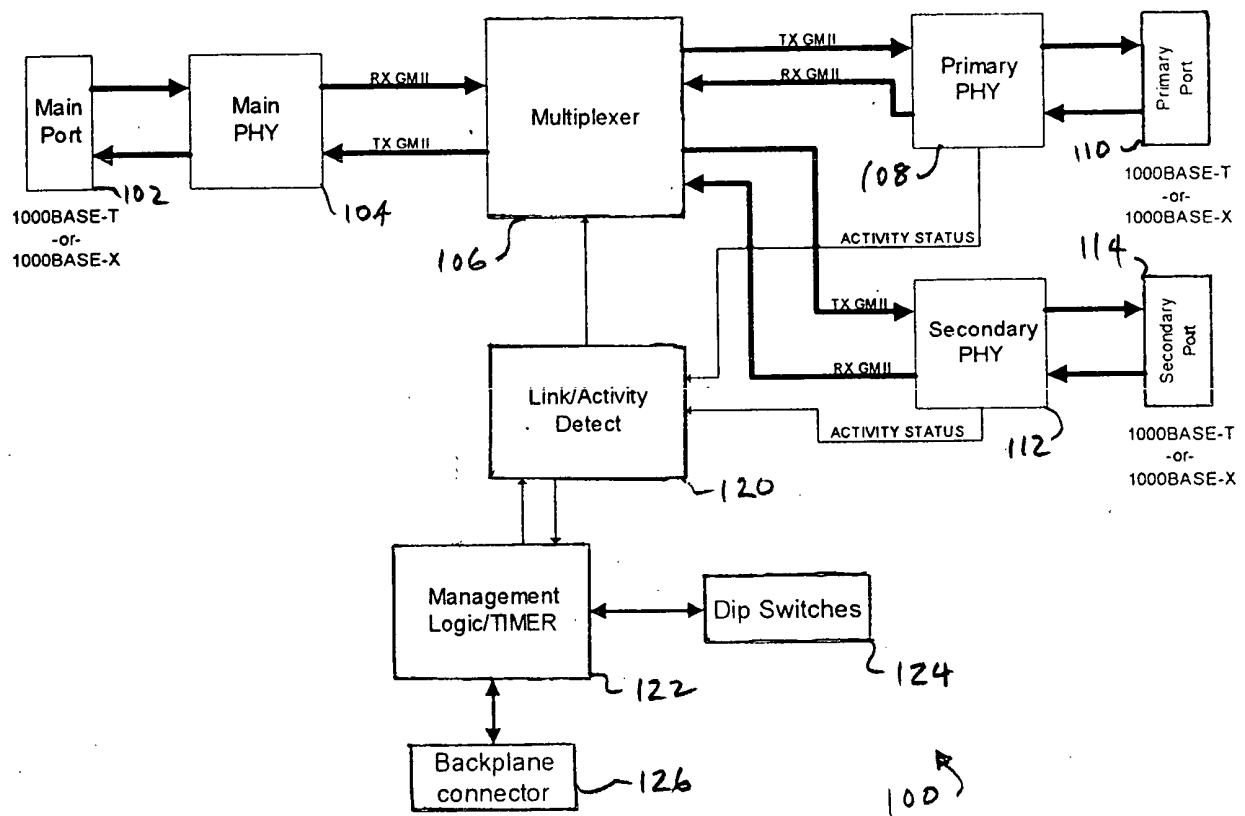 TX GMII
RX GMII
Main
Port
Main
PHY
RX GMII
TX GMII
Multiplexer
Primary
PHY
Primary
Port
102
104
106
108
110
1000BASE-T
-or-
1000BASE-X
1000BASE-T
-or-
1000BASE-X
ACTIVITY STATUS
114
TX GMII
RX GMII
Secondary
PHY
Secondary
Port
Link/Activity
Detect
ACTIVITY STATUS
112
1000BASE-T
-or-
1000BASE-X
120
Management
Logic/TIMER
Dip Switches
122
124
Backplane
connector
126
100